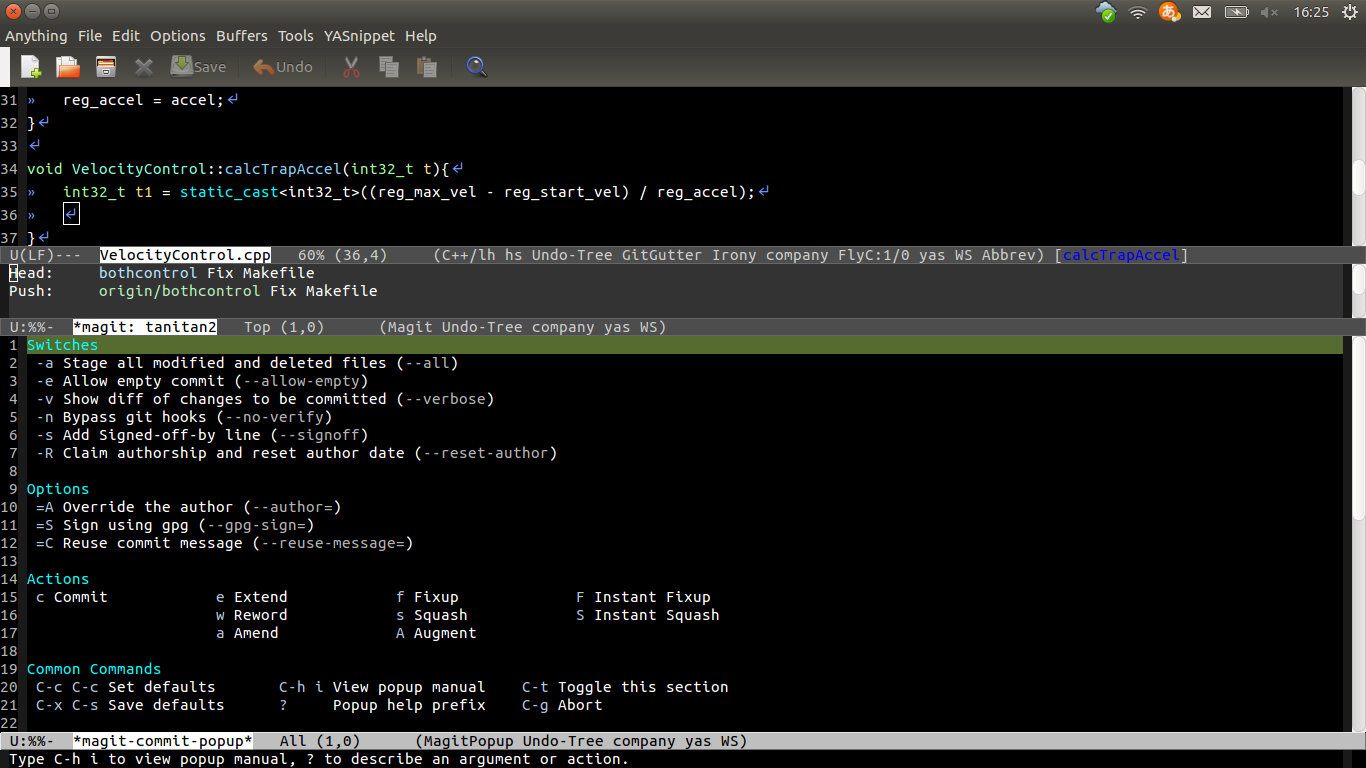 あ 16:25
Anything File Edit Options Buffers Tools YASnippet Help
Save Undo
31 » reg_accel = accel;↵
32 }↵
33 ↵
34 void VelocityControl::calcTrapAccel(int32_t t){↵
35 » int32_t t1 = static_cast<int32_t>((reg_max_vel - reg_start_vel) / reg_accel);↵
36 » ↵
37 }↵
U(LF)--- VelocityControl.cpp 60% (36,4) (C++/lh hs Undo-Tree GitGutter Irony company FlyC:1/0 yas WS Abbrev) [calcTrapAccel]
Head: bothcontrol Fix Makefile
Push: origin/bothcontrol Fix Makefile
U:%%- *magit: tanitan2 Top (1,0) (Magit Undo-Tree company yas WS)
1 Switches
2 -a Stage all modified and deleted files (--all)
3 -e Allow empty commit (--allow-empty)
4 -v Show diff of changes to be committed (--verbose)
5 -n Bypass git hooks (--no-verify)
6 -s Add Signed-off-by line (--signoff)
7 -R Claim authorship and reset author date (--reset-author)
8
9 Options
10 =A Override the author (--author=)
11 =S Sign using gpg (--gpg-sign=)
12 =C Reuse commit message (--reuse-message=)
13
14 Actions
15 c Commit e Extend f Fixup F Instant Fixup
16 w Reword s Squash S Instant Squash
17 a Amend A Augment
18
19 Common Commands
20 C-c C-c Set defaults C-h i View popup manual C-t Toggle this section
21 C-x C-s Save defaults ? Popup help prefix C-g Abort
22
U:%%- *magit-commit-popup* All (1,0) (MagitPopup Undo-Tree company yas WS)
Type C-h i to view popup manual, ? to describe an argument or action.